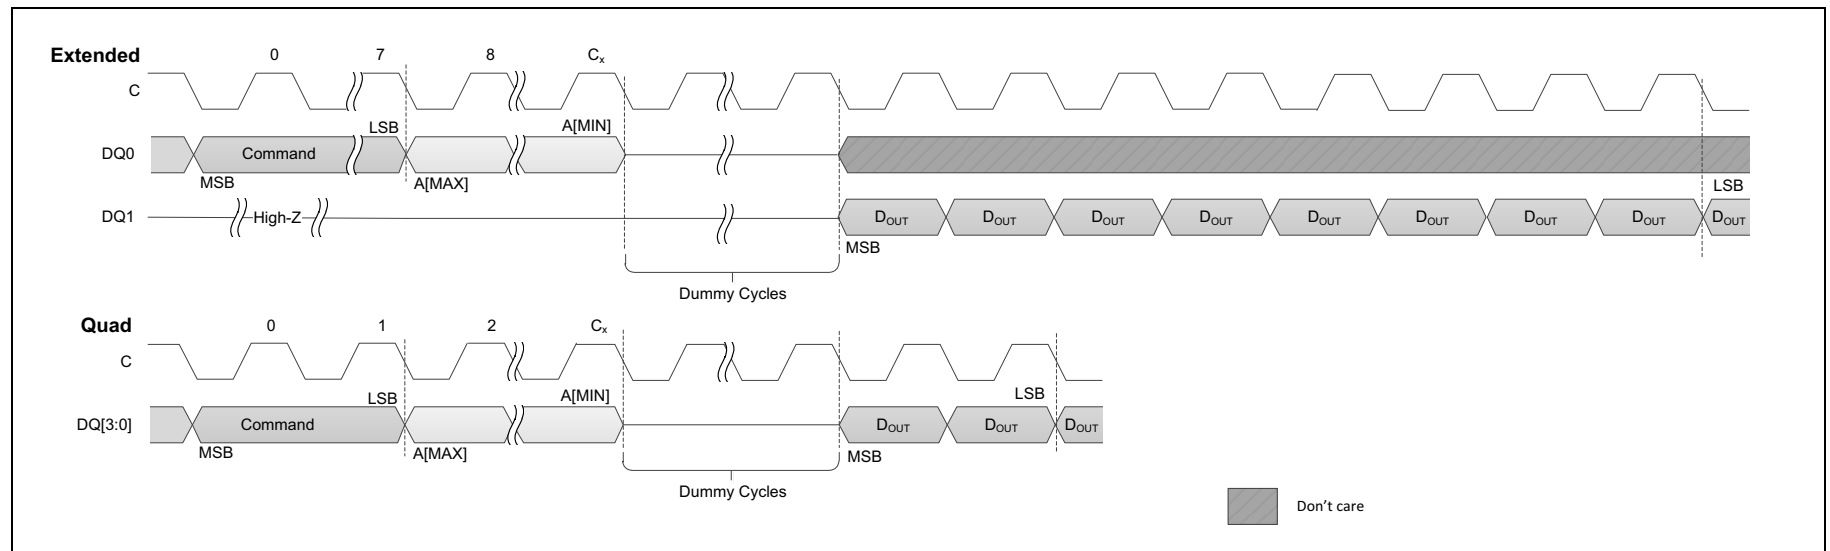 Extended 0 7 8 Cx
C
LSB A[MIN]
DQ0 Command
MSB A[MAX] LSB
DQ1 High-Z DOUT DOUT DOUT DOUT DOUT DOUT DOUT DOUT DOUT
MSB
Dummy Cycles
Quad 0 1 2 Cx
C
LSB A[MIN] LSB
DQ[3:0] Command DOUT DOUT DOUT
MSB A[MAX] MSB
Dummy Cycles
Don’t care